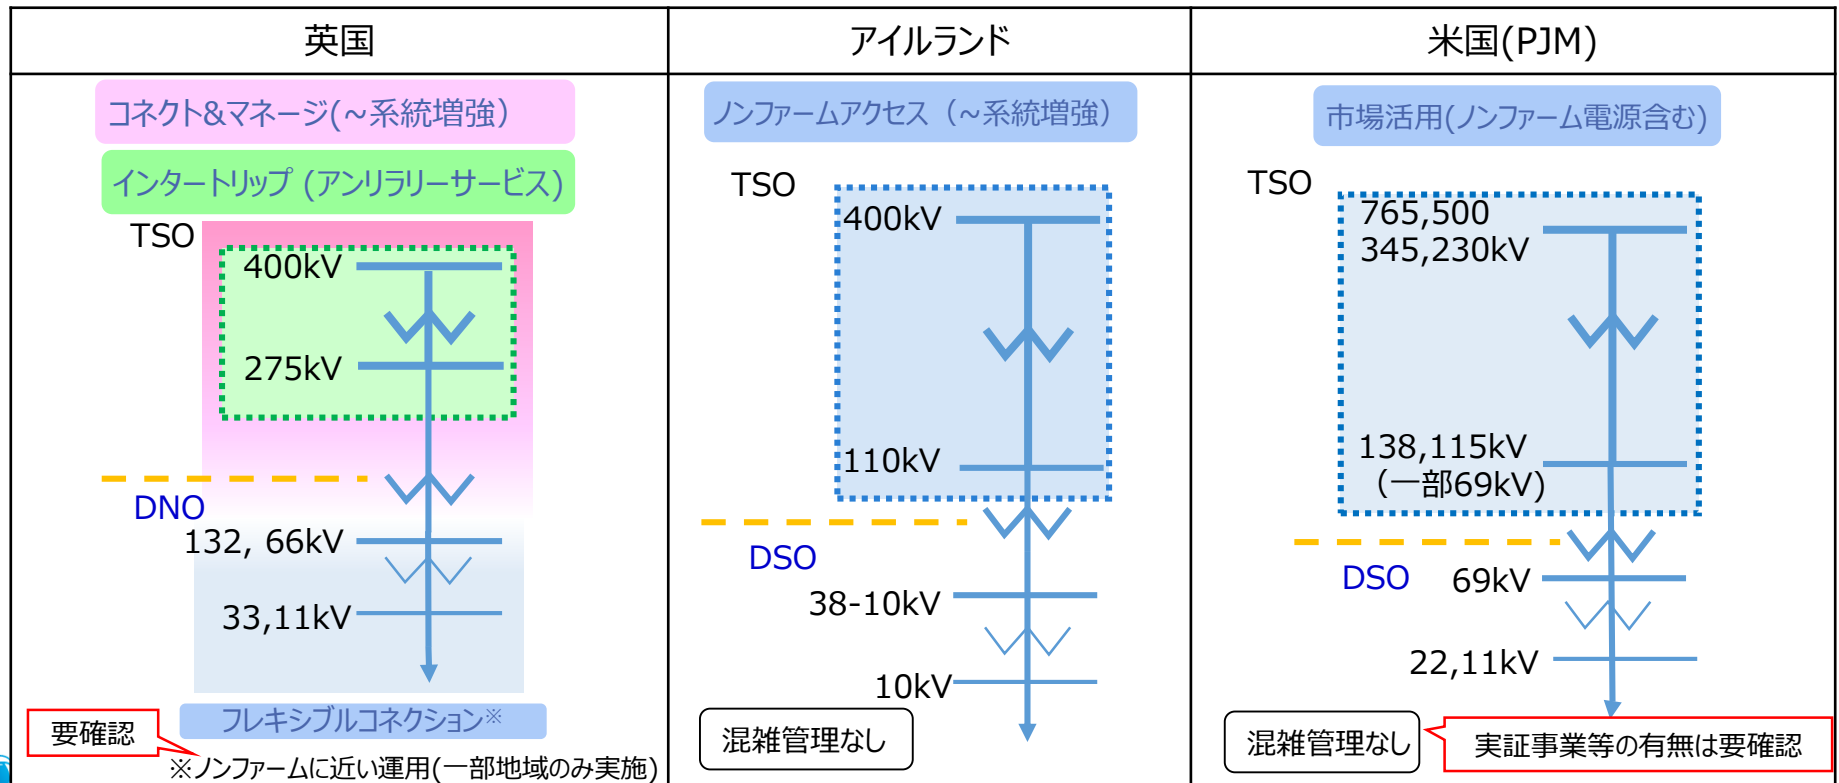 英国
コネクト&マネージ(~系統増強)
インタートリップ (アンリラリーサービス)
TSO
400kV
275kV
DNO
132, 66kV
33,11kV
フレキシブルコネクション※
要確認
※ノンファームに近い運用(一部地域のみ実施)
アイルランド
ノンファームアクセス（~系統増強）
TSO
400kV
110kV
DSO
38-10kV
10kV
混雑管理なし
米国(PJM)
市場活用(ノンファーム電源含む)
TSO
765,500
345,230kV
138,115kV
（一部69kV)
DSO
69kV
22,11kV
混雑管理なし
実証事業等の有無は要確認